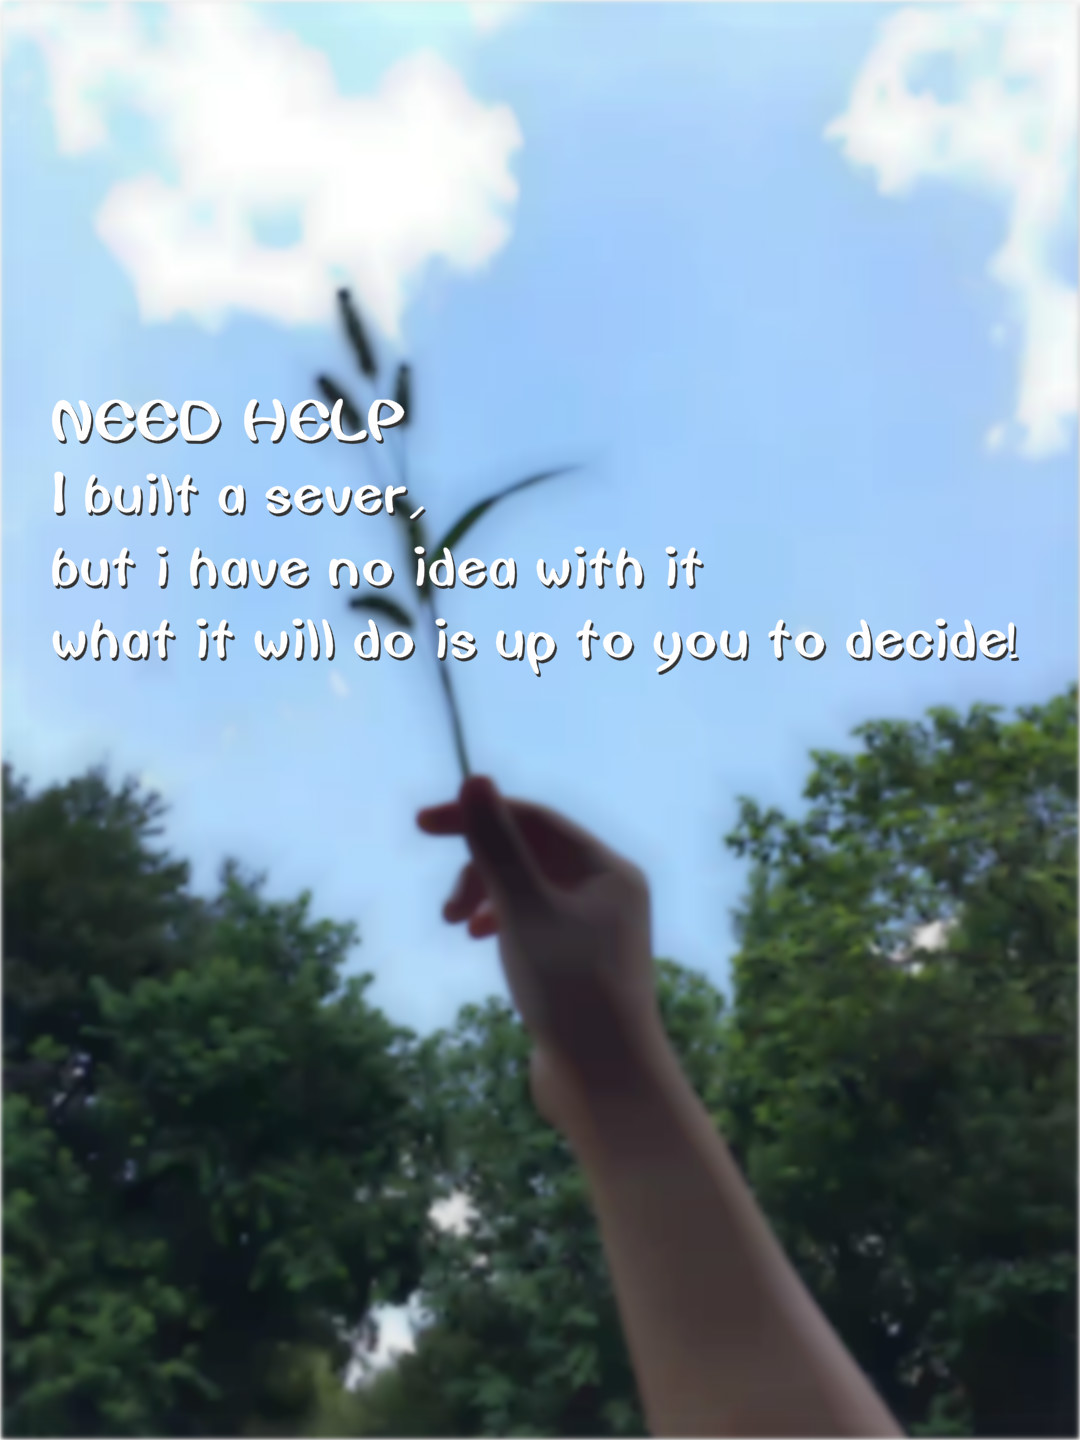 NEED HELP
I built a sever,
but i have no idea with it
what it will do is up to you to decide!